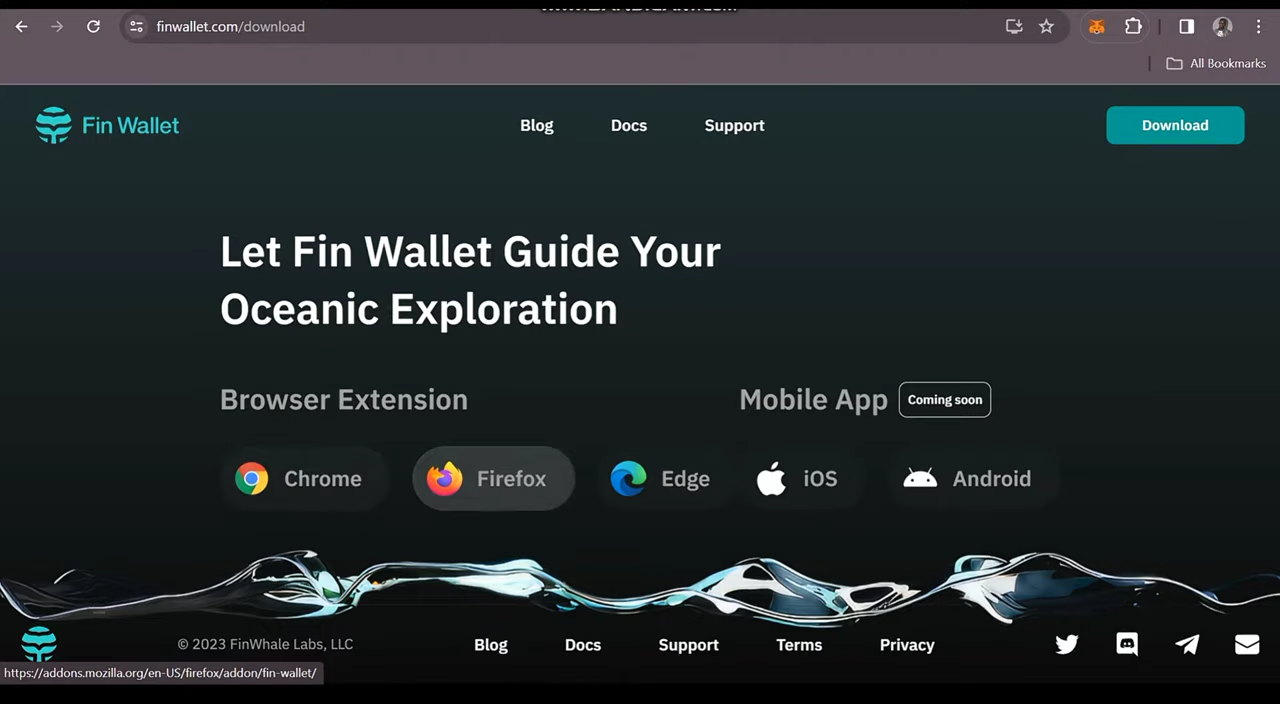 finwallet.com/download
All Bookmarks
Fin Wallet
Blog
Docs
Support
Download
Let Fin Wallet Guide Your
Oceanic Exploration
Browser Extension
Mobile App
Coming soon
Chrome
Firefox
Edge
iOS
Android
© 2023 FinWhale Labs, LLC
Blog
Docs
Support
Terms
Privacy
https://addons.mozilla.org/en-US/firefox/addon/fin-wallet/